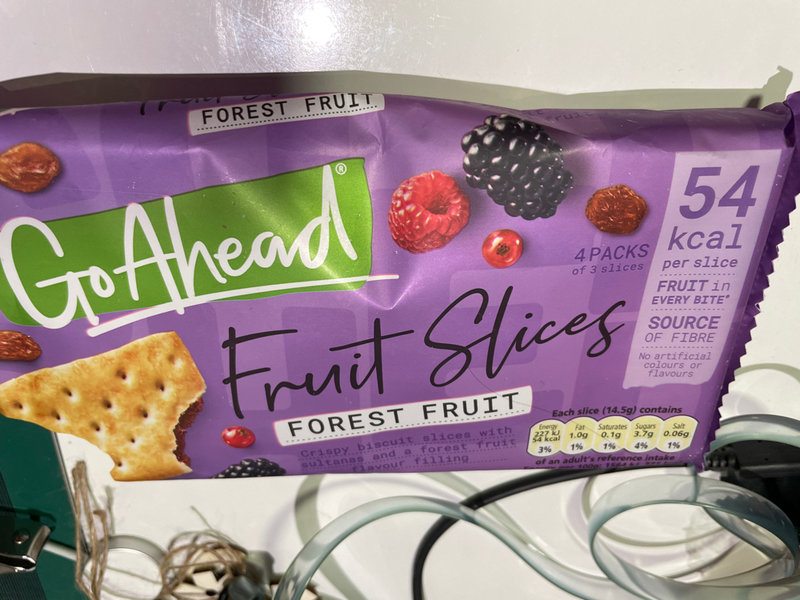 FOREST FRUIT
GoAhead®
4 PACKS
of 3 slices
54
kcal
per slice
FRUIT in
EVERY BITE*
SOURCE
OF FIBRE
No artificial
colours or
flavours
Fruit Slices
FOREST FRUIT
Crispy biscuit slices with
sultanas and a forest fruit
flavour filling
Each slice (14.5g) contains
Energy Fat Saturates Sugars Salt
227 kJ 1.0g 0.1g 3.7g 0.06g
54 kcal
3% 1% 1% 4% 1%
of an adult's reference intake